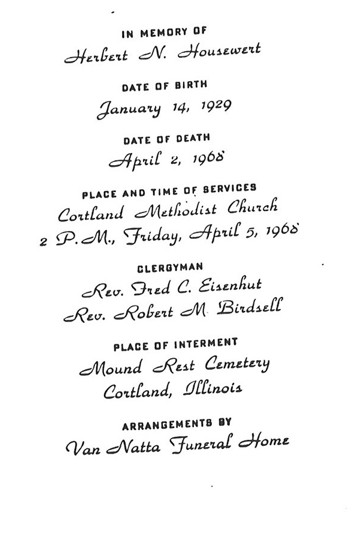 IN MEMORY OF
Herbert N. Housewert
DATE OF BIRTH
January 14, 1929
DATE OF DEATH
April 2, 1968
PLACE AND TIME OF SERVICES
Cortland Methodist Church
2 P.M., Friday, April 5, 1968
CLERGYMAN
Rev. Fred C. Eisenhut
Rev. Robert M. Birdsell
PLACE OF INTERMENT
Mound Rest Cemetery
Cortland, Illinois
ARRANGEMENTS BY
Van Natta Funeral Home